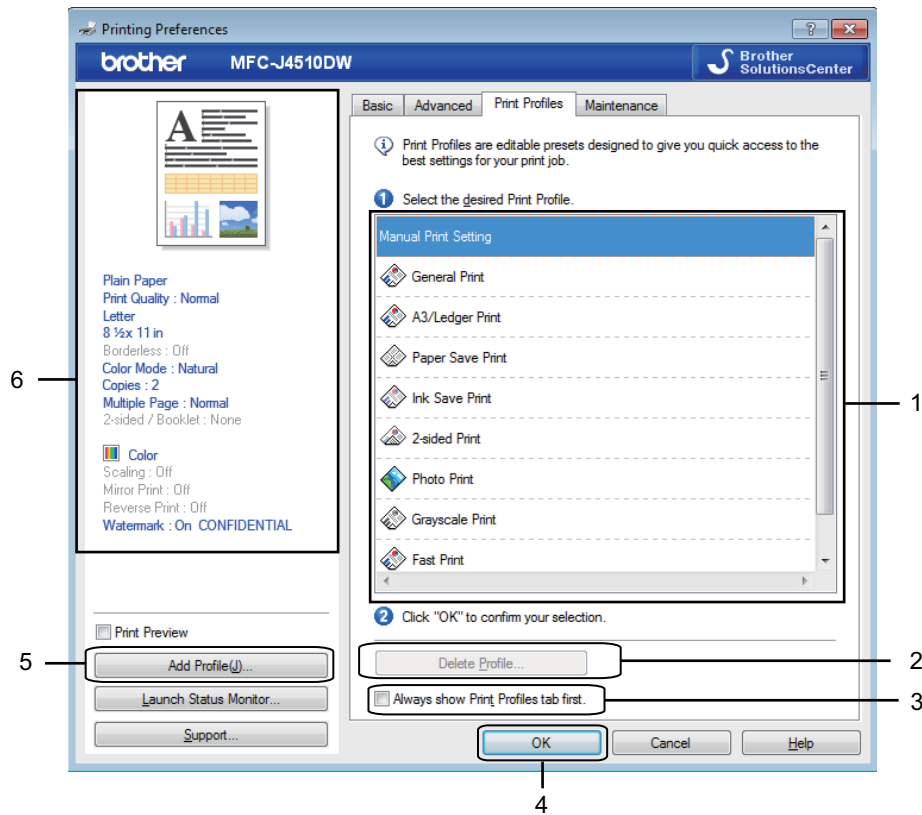 Printing Preferences
brother MFC-J4510DW
Brother
SolutionsCenter
A
Plain Paper
Print Quality : Normal
Letter
8 ½x 11 in
Borderless : Off
Color Mode : Natural
Copies : 2
Multiple Page : Normal
2-sided / Booklet : None
Color
Scaling : Off
Mirror Print : Off
Reverse Print : Off
Watermark : On CONFIDENTIAL
Print Preview
Add Profile(J)...
Launch Status Monitor...
Support...
Basic Advanced Print Profiles Maintenance
Print Profiles are editable presets designed to give you quick access to the
best settings for your print job.
1 Select the desired Print Profile.
Manual Print Setting
General Print
A3/Ledger Print
Paper Save Print
Ink Save Print
2-sided Print
Photo Print
Grayscale Print
Fast Print
2 Click "OK" to confirm your selection.
Delete Profile...
Always show Print Profiles tab first.
OK Cancel Help
1
2
3
4
5
6